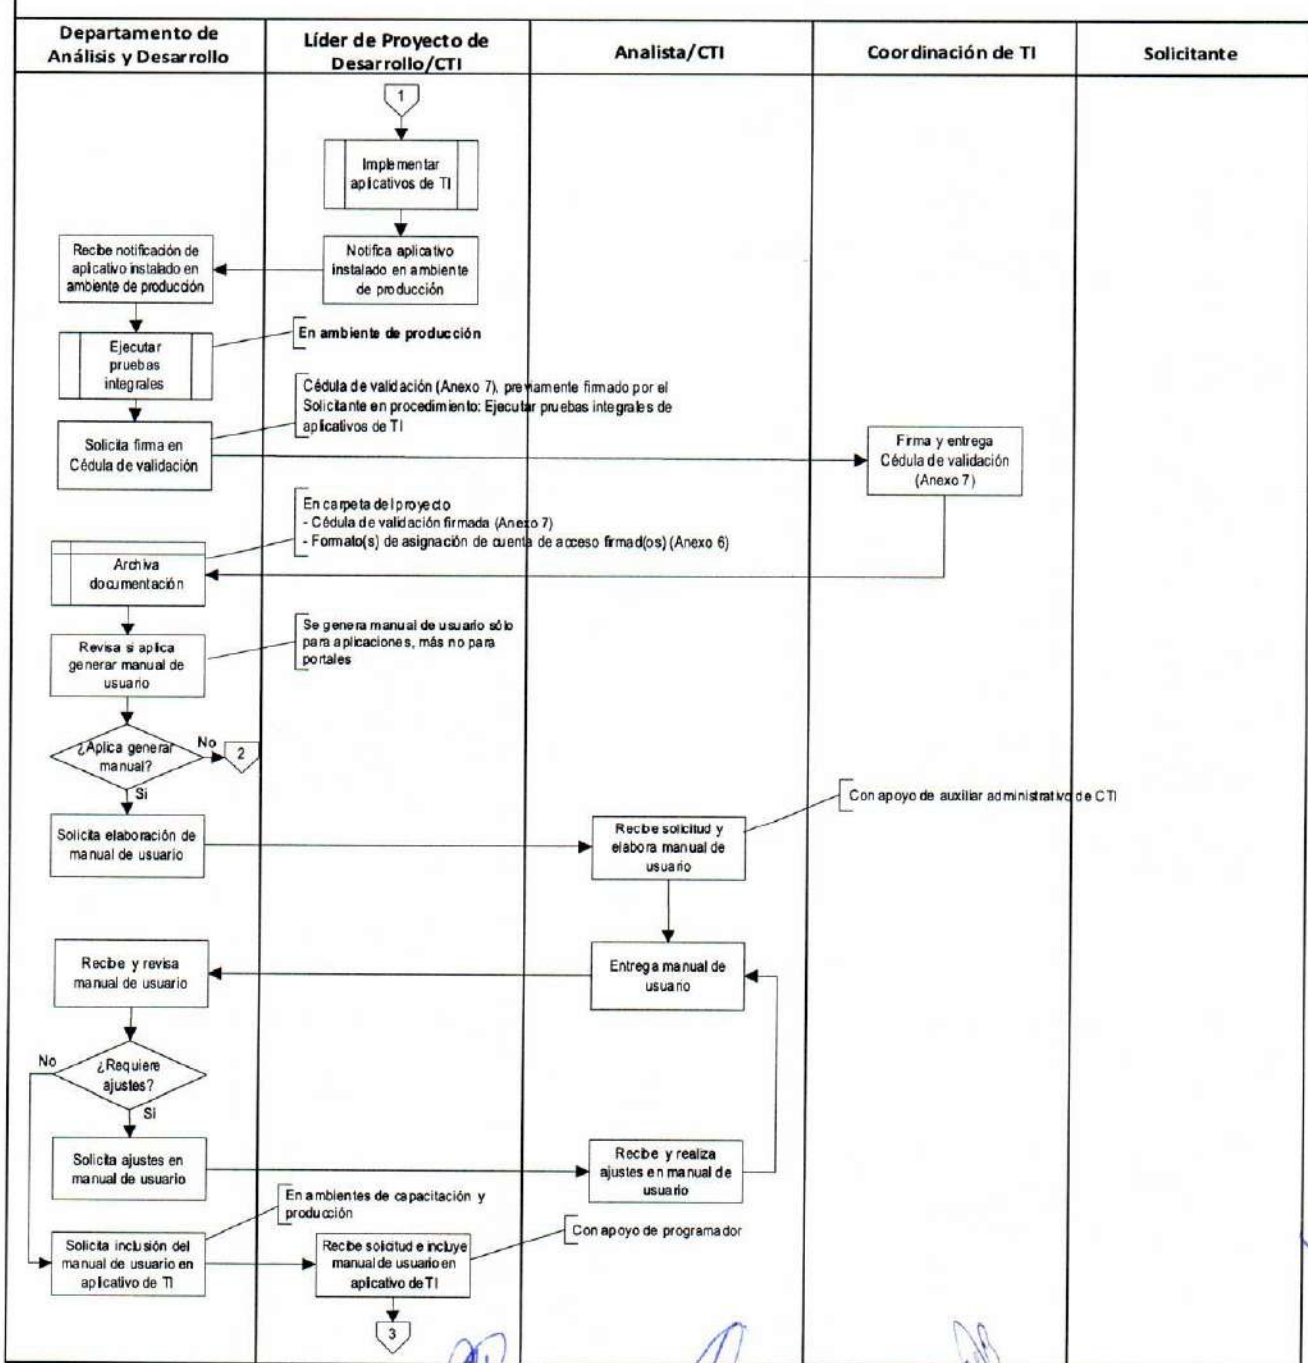 Departamento de
Análisis y Desarrollo
Líder de Proyecto de
Desarrollo/CTI
Analista/CTI
Coordinación de TI
Solicitante
1
Implementar
aplicativos de TI
Notifica aplicativo
instalado en ambiente
de producción
Recibe notificación de
aplicativo instalado en
ambiente de producción
En ambiente de producción
Ejecutar
pruebas
integrales
Cédula de validación (Anexo 7), previamente firmado por el
Solicitante en procedimiento: Ejecutar pruebas integrales de
aplicativos de TI
Solicita firma en
Cédula de validación
Firma y entrega
Cédula de validación
(Anexo 7)
En carpeta del proyecto
- Cédula de validación firmada (Anexo 7)
- Formato(s) de asignación de cuenta de acceso firmad(os) (Anexo 6)
Archiva
documentación
Se genera manual de usuario sólo
para aplicaciones, más no para
portales
Revisa si aplica
generar manual de
usuario
¿Aplica generar
manual?
No
2
Si
Con apoyo de auxiliar administrativo de CTI
Solicita elaboración de
manual de usuario
Recibe solicitud y
elabora manual de
usuario
Entrega manual de
usuario
Recibe y revisa
manual de usuario
¿Requiere
ajustes?
No
Si
Solicita ajustes en
manual de usuario
Recibe y realiza
ajustes en manual de
usuario
En ambientes de capacitación y
producción
Con apoyo de programador
Solicita inclusión del
manual de usuario en
aplicativo de TI
Recibe solicitud e incluye
manual de usuario en
aplicativo de TI
3